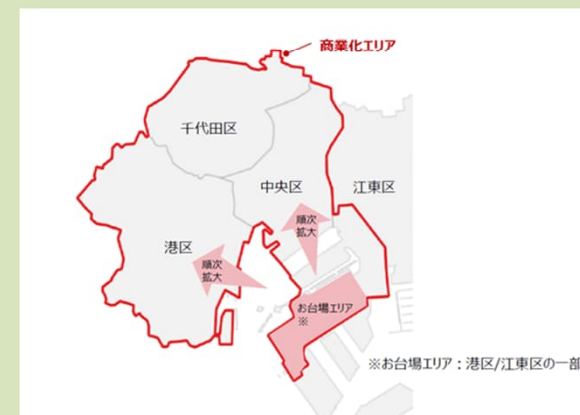 商業化エリア
千代田区
中央区
江東区
順次
拡大
港区
順次
拡大
お台場エリア
※
※お台場エリア：港区/江東区の一部